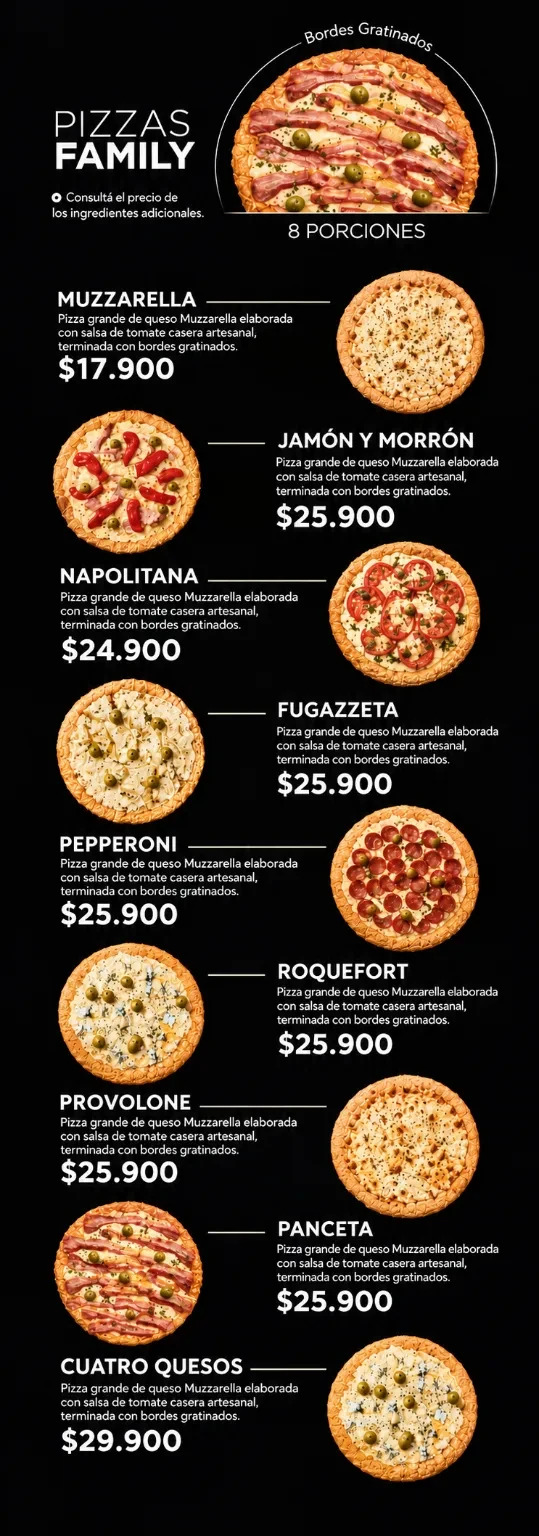 Bordes Gratinados
PIZZAS
FAMILY
Consultá el precio de
los ingredientes adicionales.
8 PORCIONES
MUZZARELLA
Pizza grande de queso Muzzarella elaborada
con salsa de tomate casera artesanal,
terminada con bordes gratinados.
$17.900
JAMÓN Y MORRÓN
Pizza grande de queso Muzzarella elaborada
con salsa de tomate casera artesanal,
terminada con bordes gratinados.
$25.900
NAPOLITANA
Pizza grande de queso Muzzarella elaborada
con salsa de tomate casera artesanal,
terminada con bordes gratinados.
$24.900
FUGAZZETA
Pizza grande de queso Muzzarella elaborada
con salsa de tomate casera artesanal,
terminada con bordes gratinados.
$25.900
PEPPERONI
Pizza grande de queso Muzzarella elaborada
con salsa de tomate casera artesanal,
terminada con bordes gratinados.
$25.900
ROQUEFORT
Pizza grande de queso Muzzarella elaborada
con salsa de tomate casera artesanal,
terminada con bordes gratinados.
$25.900
PROVOLONE
Pizza grande de queso Muzzarella elaborada
con salsa de tomate casera artesanal,
terminada con bordes gratinados.
$25.900
PANCETA
Pizza grande de queso Muzzarella elaborada
con salsa de tomate casera artesanal,
terminada con bordes gratinados.
$25.900
CUATRO QUESOS
Pizza grande de queso Muzzarella elaborada
con salsa de tomate casera artesanal,
terminada con bordes gratinados.
$29.900